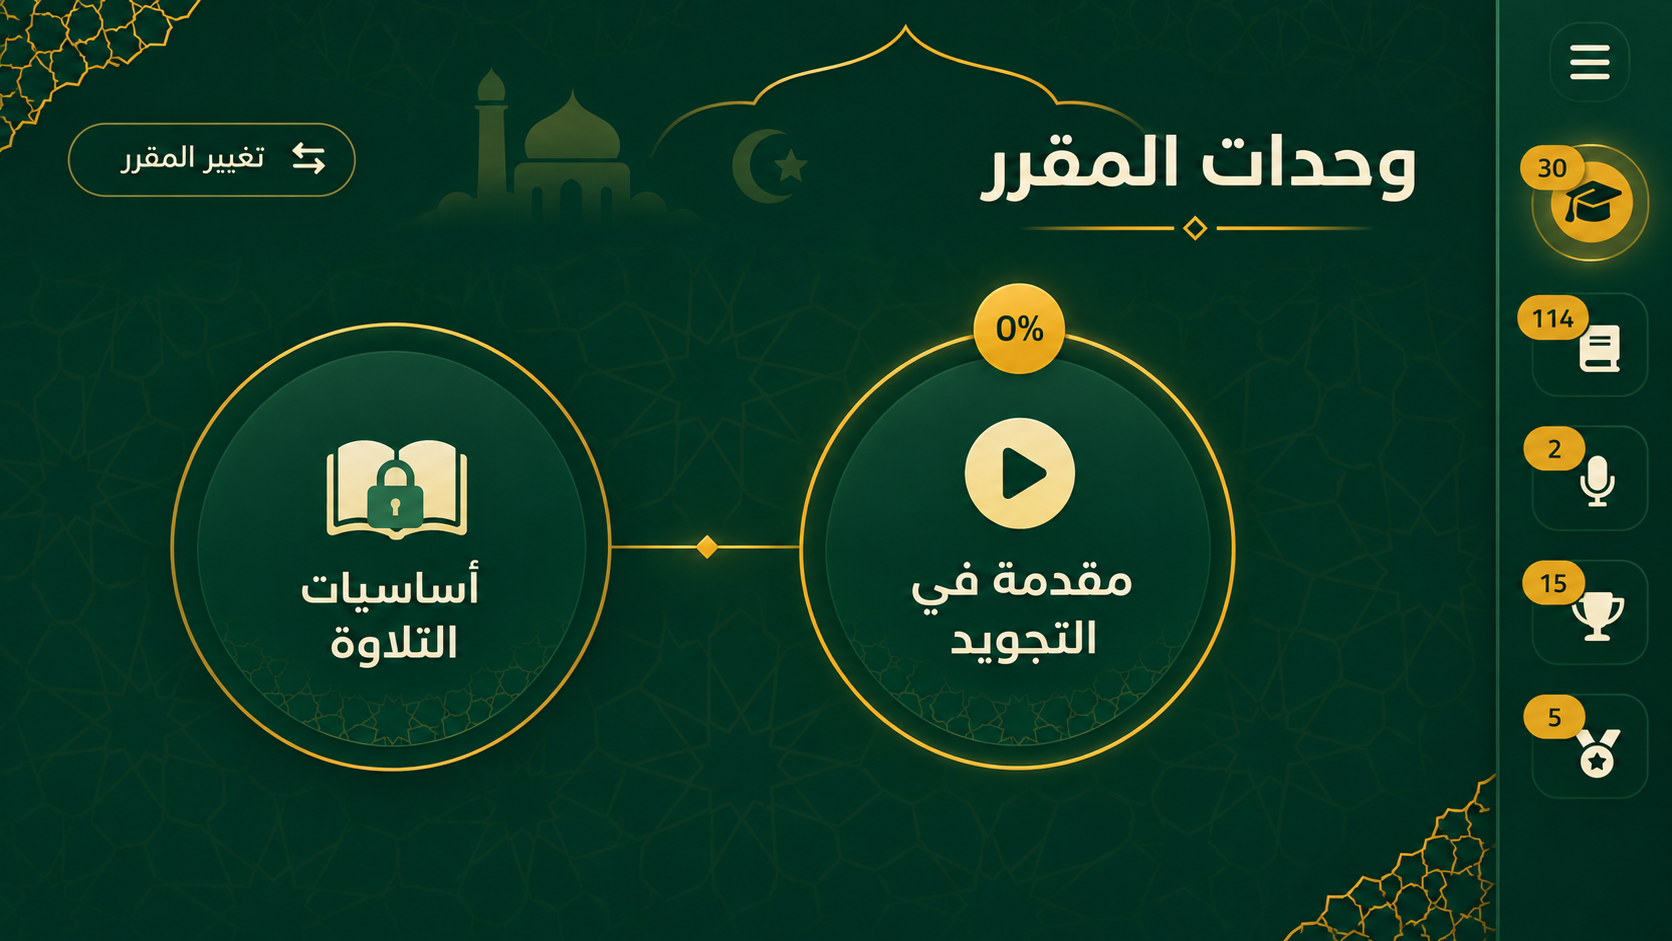 وحدات المقرر
تغيير المقرر
0%
مقدمة في
التجويد
أساسيات
التلاوة
30
114
2
15
5